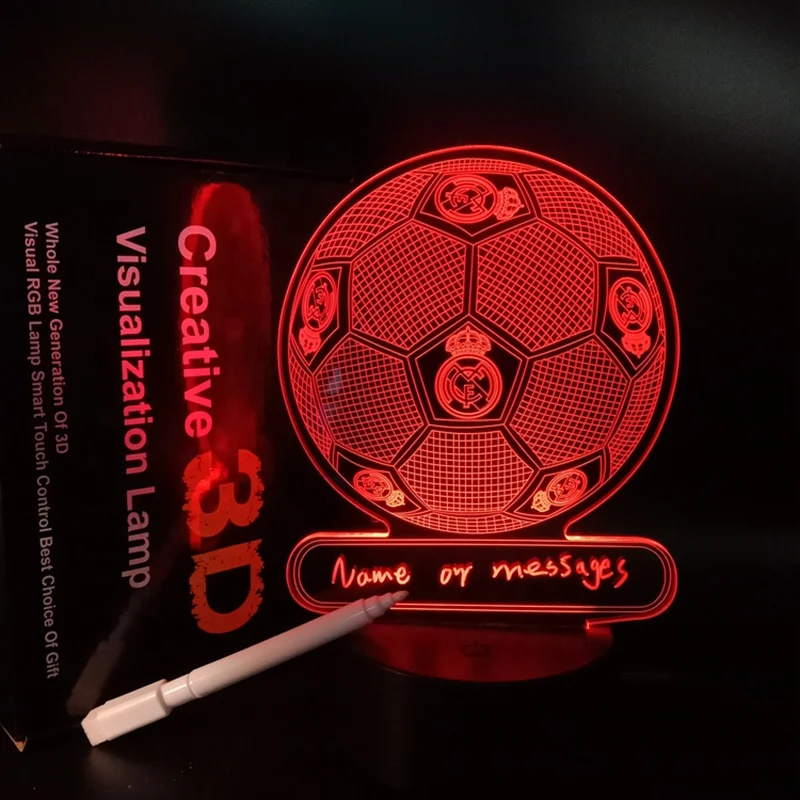 Creative 3D
Visualization Lamp
Whole New Generation Of 3D
Visual RGB Lamp Smart Touch Control Best Choice Of Gift
Name or messages